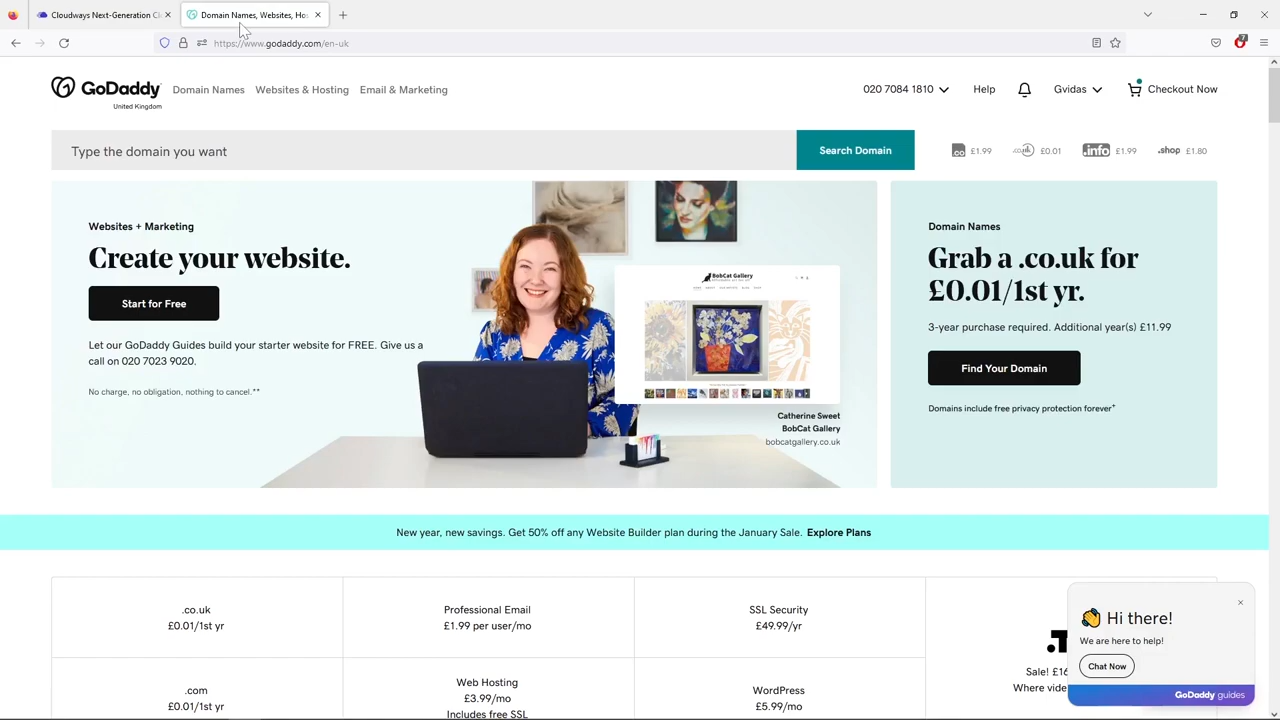 Cloudways Next-Generation Cl
Domain Names, Websites, Hos
https://www.godaddy.com/en-uk
7
GoDaddy
United Kingdom
Domain Names
Websites & Hosting
Email & Marketing
020 7084 1810
Help
Gvidas
Checkout Now
Type the domain you want
Search Domain
.co £1.99
£0.01
.info £1.99
.shop £1.80
Websites + Marketing
Create your website.
Start for Free
Let our GoDaddy Guides build your starter website for FREE. Give us a
call on 020 7023 9020.
No charge, no obligation, nothing to cancel.**
BobCat Gallery
Catherine Sweet
BobCat Gallery
bobcatgallery.co.uk
Domain Names
Grab a .co.uk for
£0.01/1st yr.
3-year purchase required. Additional year(s) £11.99
Find Your Domain
Domains include free privacy protection forever+
New year, new savings. Get 50% off any Website Builder plan during the January Sale. Explore Plans
.co.uk
£0.01/1st yr
Professional Email
£1.99 per user/mo
SSL Security
£49.99/yr
.com
£0.01/1st yr
Web Hosting
£3.99/mo
Includes free SSL
WordPress
£5.99/mo
Sale! £16
Where vide
Hi there!
We are here to help!
Chat Now
GoDaddy guides